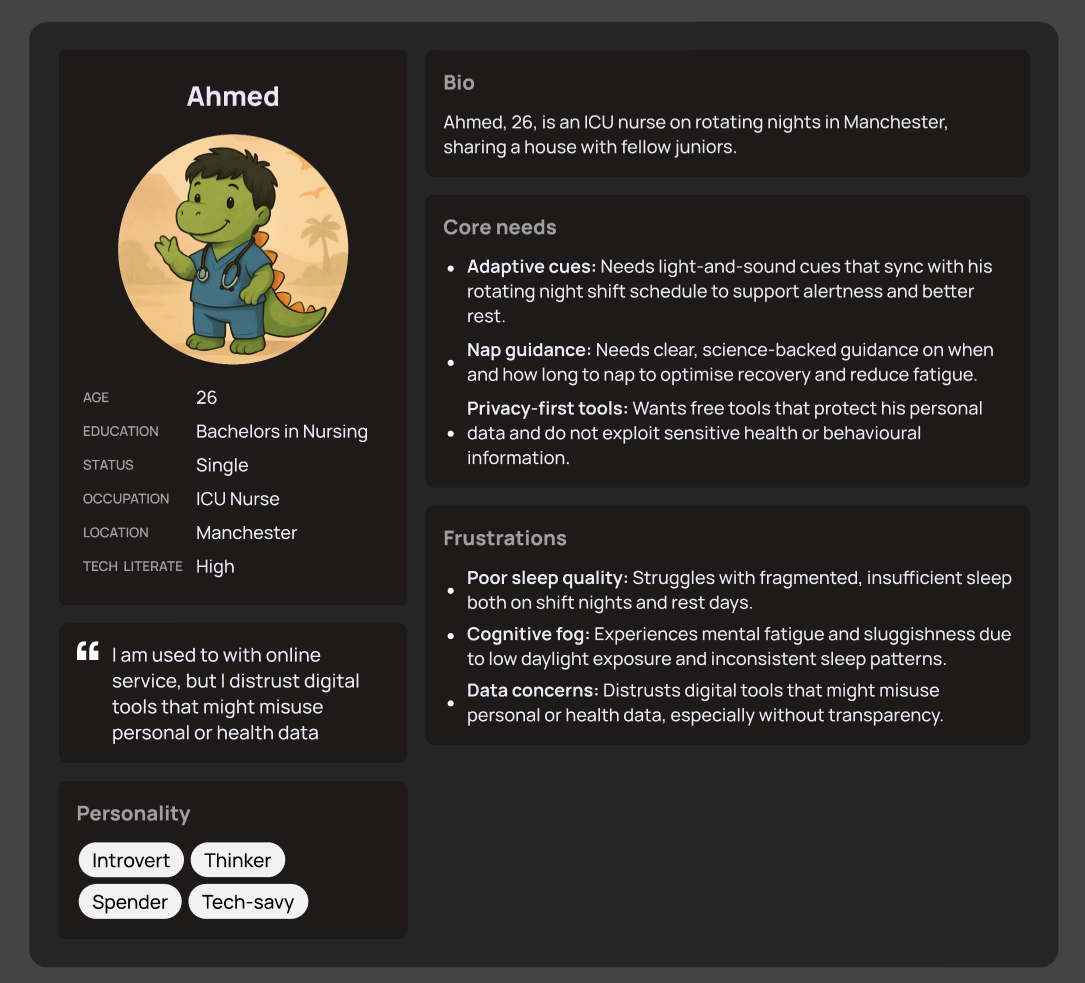 Ahmed
AGE 26
EDUCATION Bachelors in Nursing
STATUS Single
OCCUPATION ICU Nurse
LOCATION Manchester
TECH LITERATE High
“ I am used to with online
service, but I distrust digital
tools that might misuse
personal or health data
Personality
Introvert Thinker
Spender Tech-savy
Bio
Ahmed, 26, is an ICU nurse on rotating nights in Manchester,
sharing a house with fellow juniors.
Core needs
• Adaptive cues: Needs light-and-sound cues that sync with his
rotating night shift schedule to support alertness and better
rest.
• Nap guidance: Needs clear, science-backed guidance on when
and how long to nap to optimise recovery and reduce fatigue.
• Privacy-first tools: Wants free tools that protect his personal
data and do not exploit sensitive health or behavioural
information.
Frustrations
• Poor sleep quality: Struggles with fragmented, insufficient sleep
both on shift nights and rest days.
• Cognitive fog: Experiences mental fatigue and sluggishness due
to low daylight exposure and inconsistent sleep patterns.
• Data concerns: Distrusts digital tools that might misuse
personal or health data, especially without transparency.